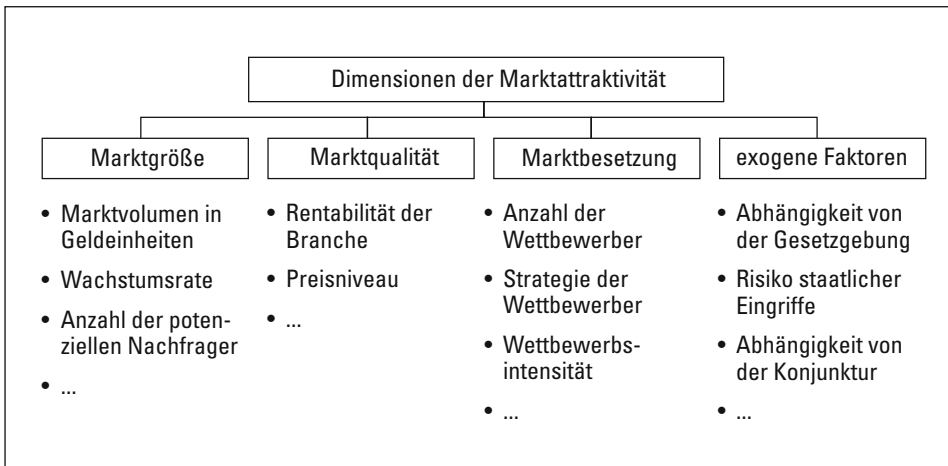 Dimensionen der Marktattraktivität
Marktgröße
• Marktvolumen in
Geldeinheiten
• Wachstumsrate
• Anzahl der poten-
ziellen Nachfrager
• ...
Marktqualität
• Rentabilität der
Branche
• Preisniveau
• ...
Marktbesetzung
• Anzahl der
Wettbewerber
• Strategie der
Wettbewerber
• Wettbewerbs-
intensität
• ...
exogene Faktoren
• Abhängigkeit von
der Gesetzgebung
• Risiko staatlicher
Eingriffe
• Abhängigkeit von
der Konjunktur
• ...